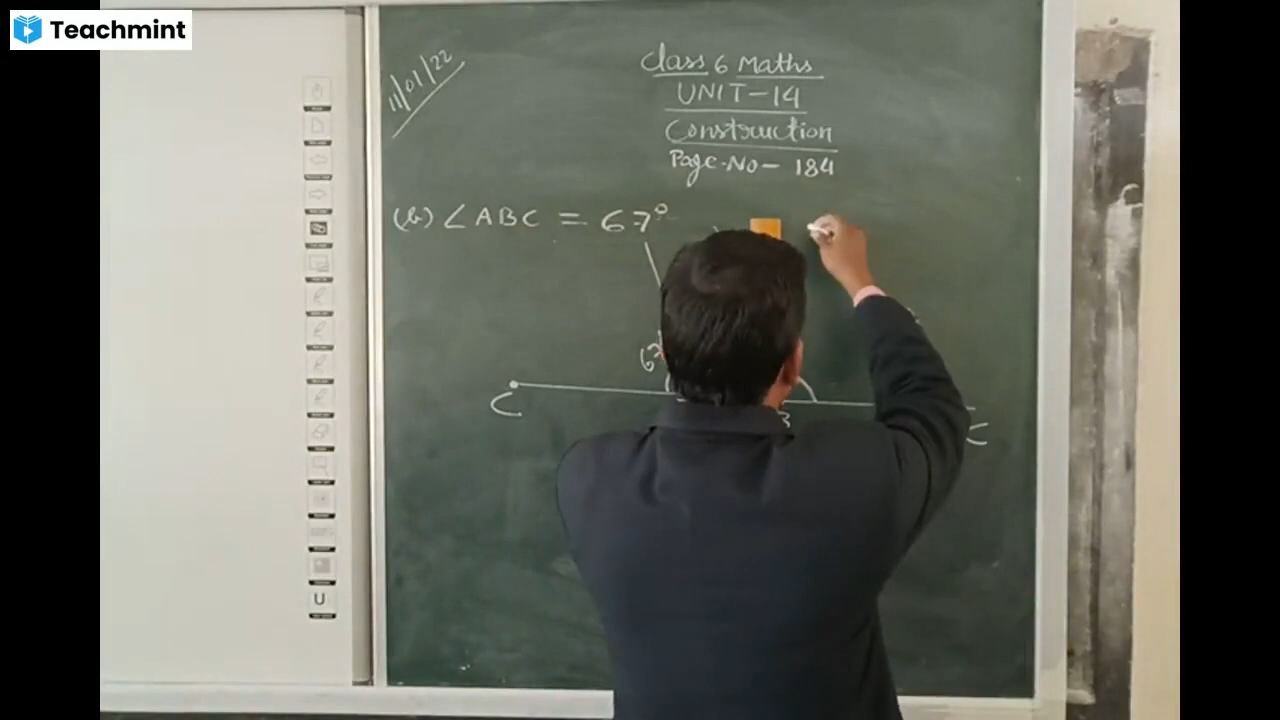 Teachmint
11/01/22
Class 6 Maths
UNIT-14
Construction
Page No- 184
(b) ∠ABC = 67°
C
C
U